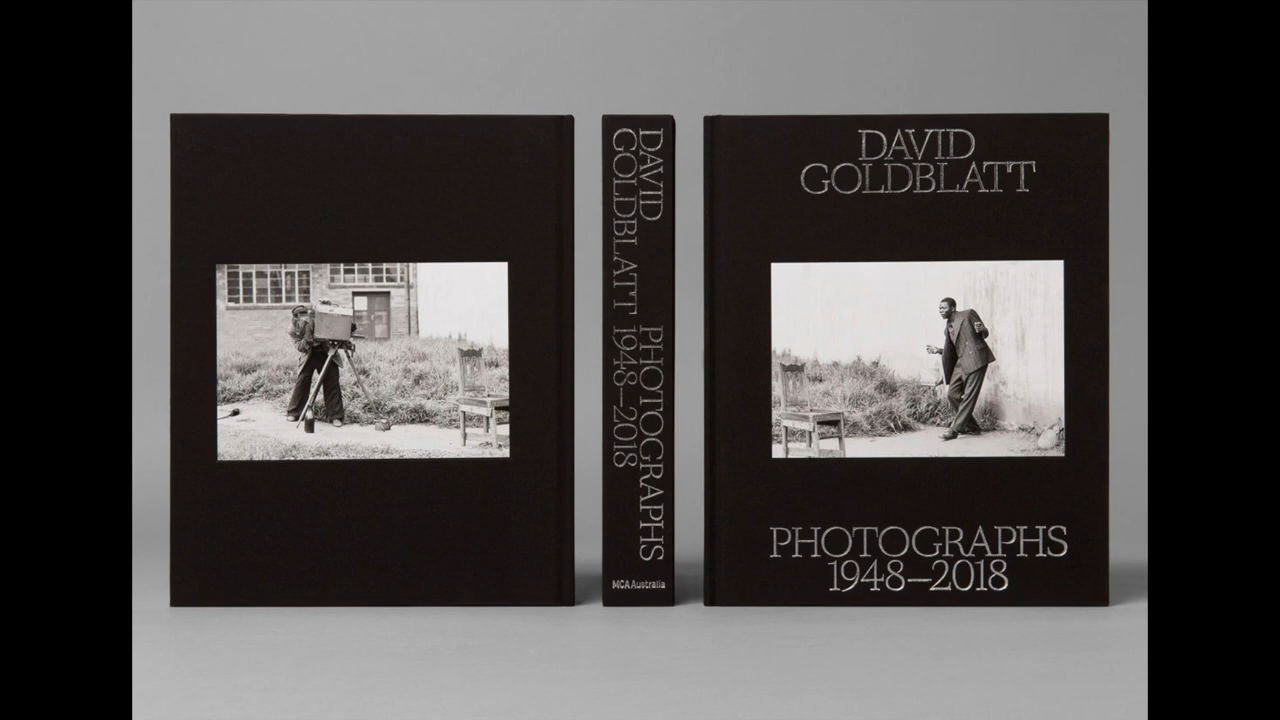 DAVID
GOLDBLATT
PHOTOGRAPHS
1948–2018
MCA Australia
DAVID
GOLDBLATT
PHOTOGRAPHS
1948–2018